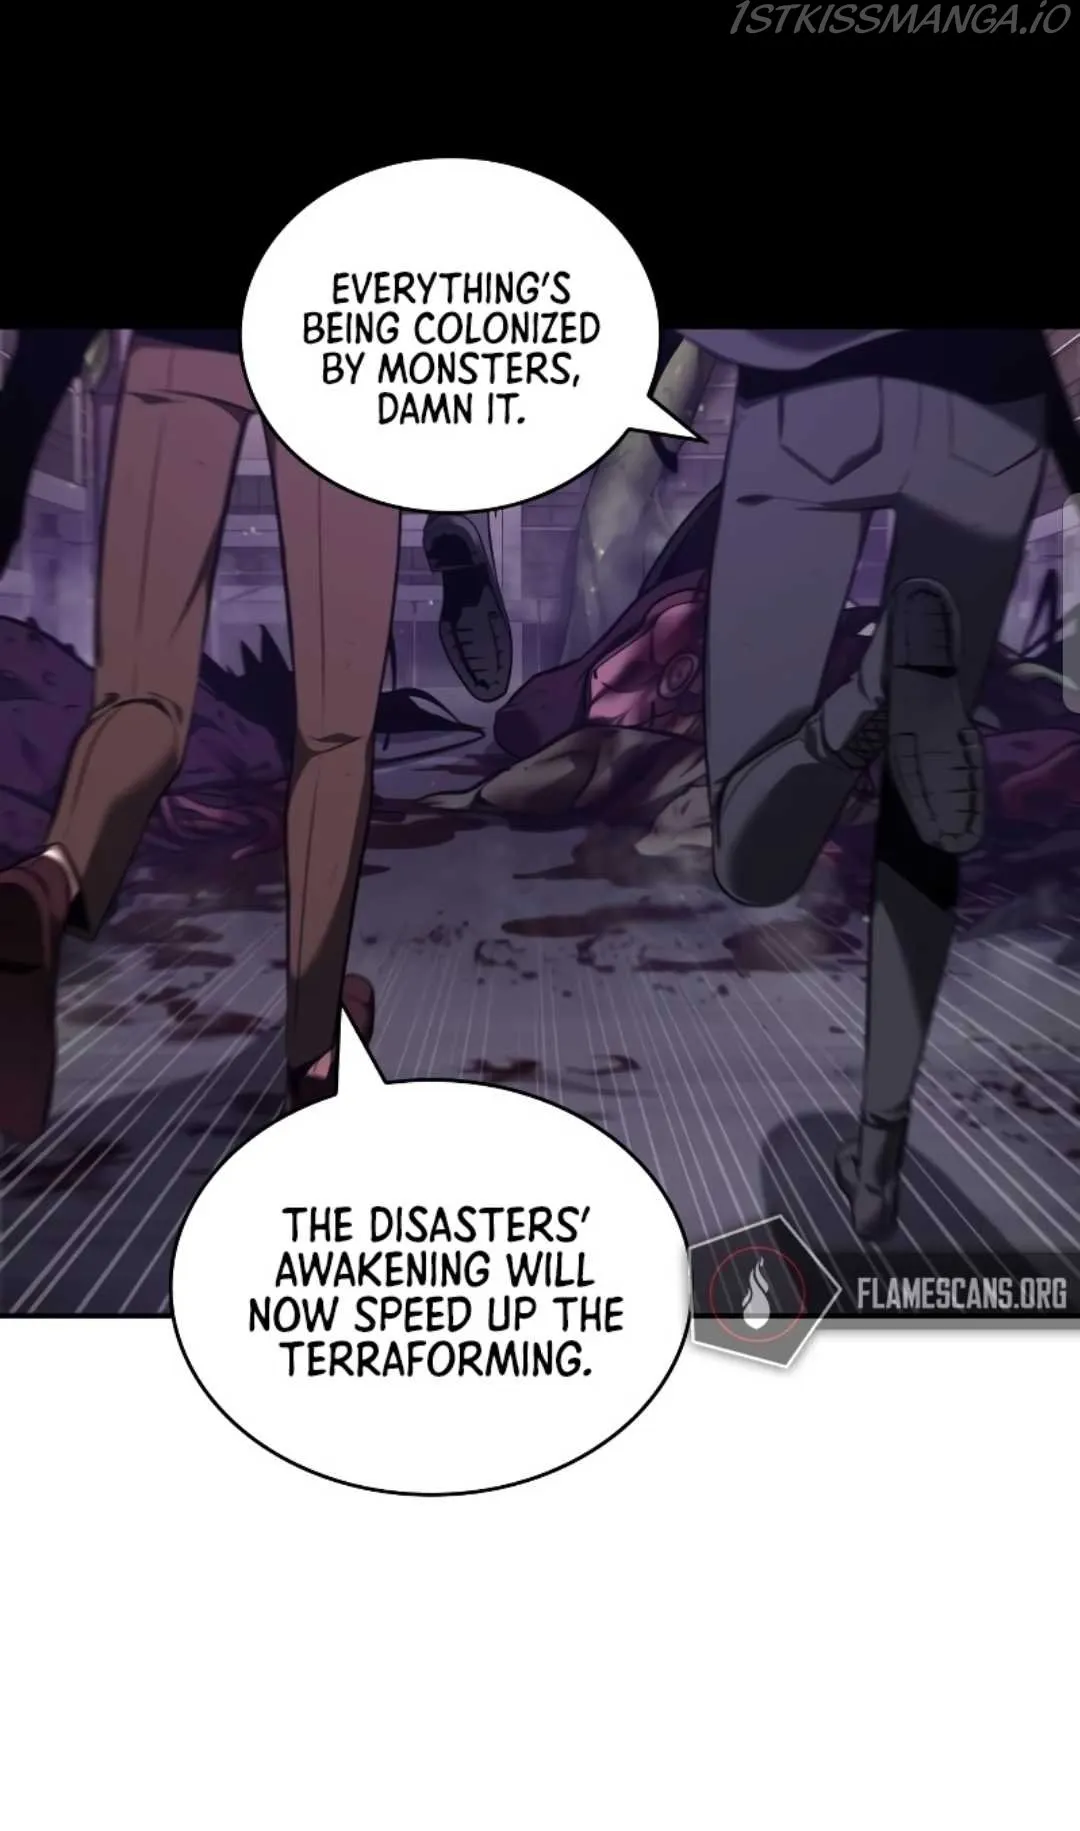 1STKISSMANGA.IO
EVERYTHING'S
BEING COLONIZED
BY MONSTERS,
DAMN IT.
THE DISASTERS'
AWAKENING WILL
NOW SPEED UP THE
TERRAFORMING.
FLAMESCANS.ORG